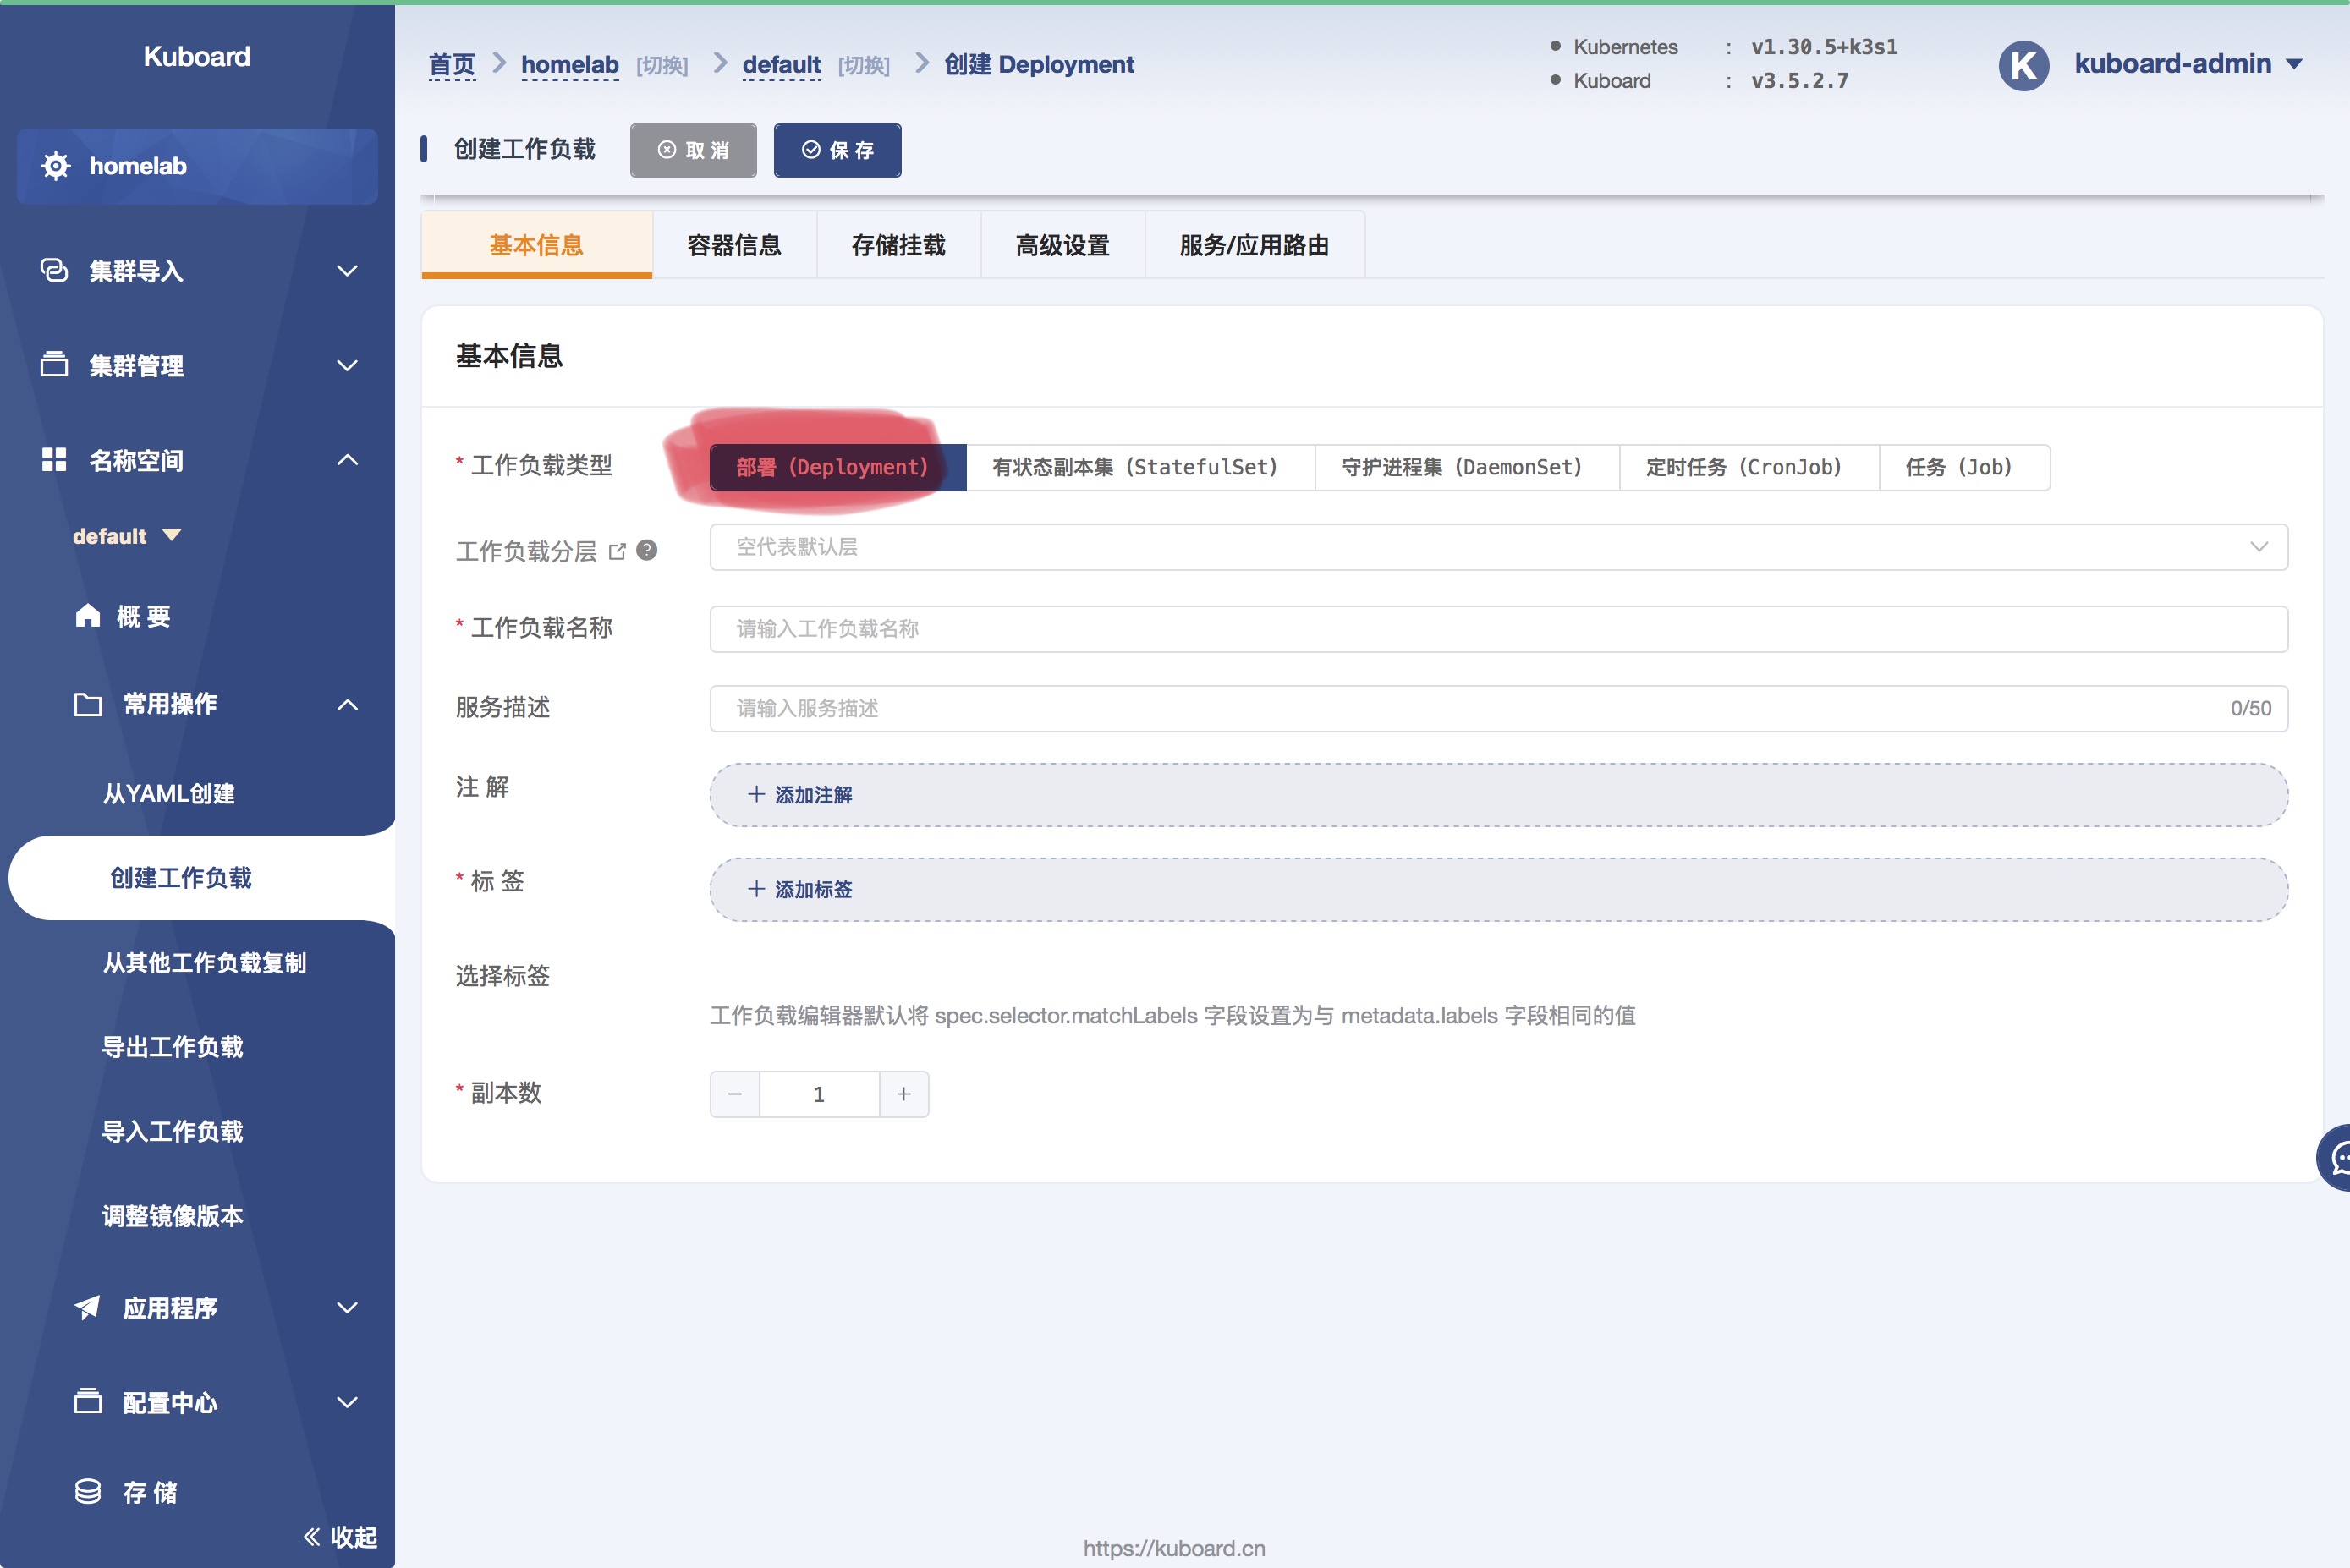 Kuboard
homelab
集群导入
集群管理
名称空间
default
概 要
常用操作
从YAML创建
创建工作负载
从其他工作负载复制
导出工作负载
导入工作负载
调整镜像版本
应用程序
配置中心
存 储
收起
首页 homelab [切换] default [切换] 创建 Deployment
Kubernetes : v1.30.5+k3s1
Kuboard : v3.5.2.7
K kuboard-admin
创建工作负载 取 消 保 存
基本信息 容器信息 存储挂载 高级设置 服务/应用路由
基本信息
* 工作负载类型 部署 (Deployment) 有状态副本集 (StatefulSet) 守护进程集 (DaemonSet) 定时任务 (CronJob) 任务 (Job)
工作负载分层 ? 空代表默认层
* 工作负载名称 请输入工作负载名称
服务描述 请输入服务描述 0/50
注 解 + 添加注解
* 标 签 + 添加标签
选择标签
工作负载编辑器默认将 spec.selector.matchLabels 字段设置为与 metadata.labels 字段相同的值
* 副本数 − 1 +
https://kuboard.cn